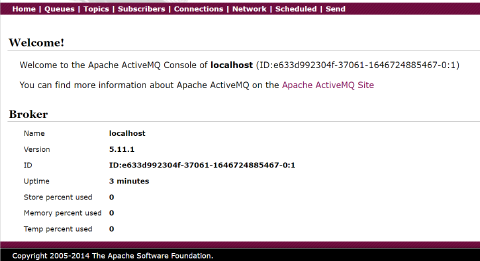 Home | Queues | Topics | Subscribers | Connections | Network | Scheduled | Send
Welcome!
Welcome to the Apache ActiveMQ Console of localhost (ID:e633d992304f-37061-1646724885467-0:1)
You can find more information about Apache ActiveMQ on the Apache ActiveMQ Site
Broker
Name localhost
Version 5.11.1
ID ID:e633d992304f-37061-1646724885467-0:1
Uptime 3 minutes
Store percent used 0
Memory percent used 0
Temp percent used 0
Copyright 2005-2014 The Apache Software Foundation.